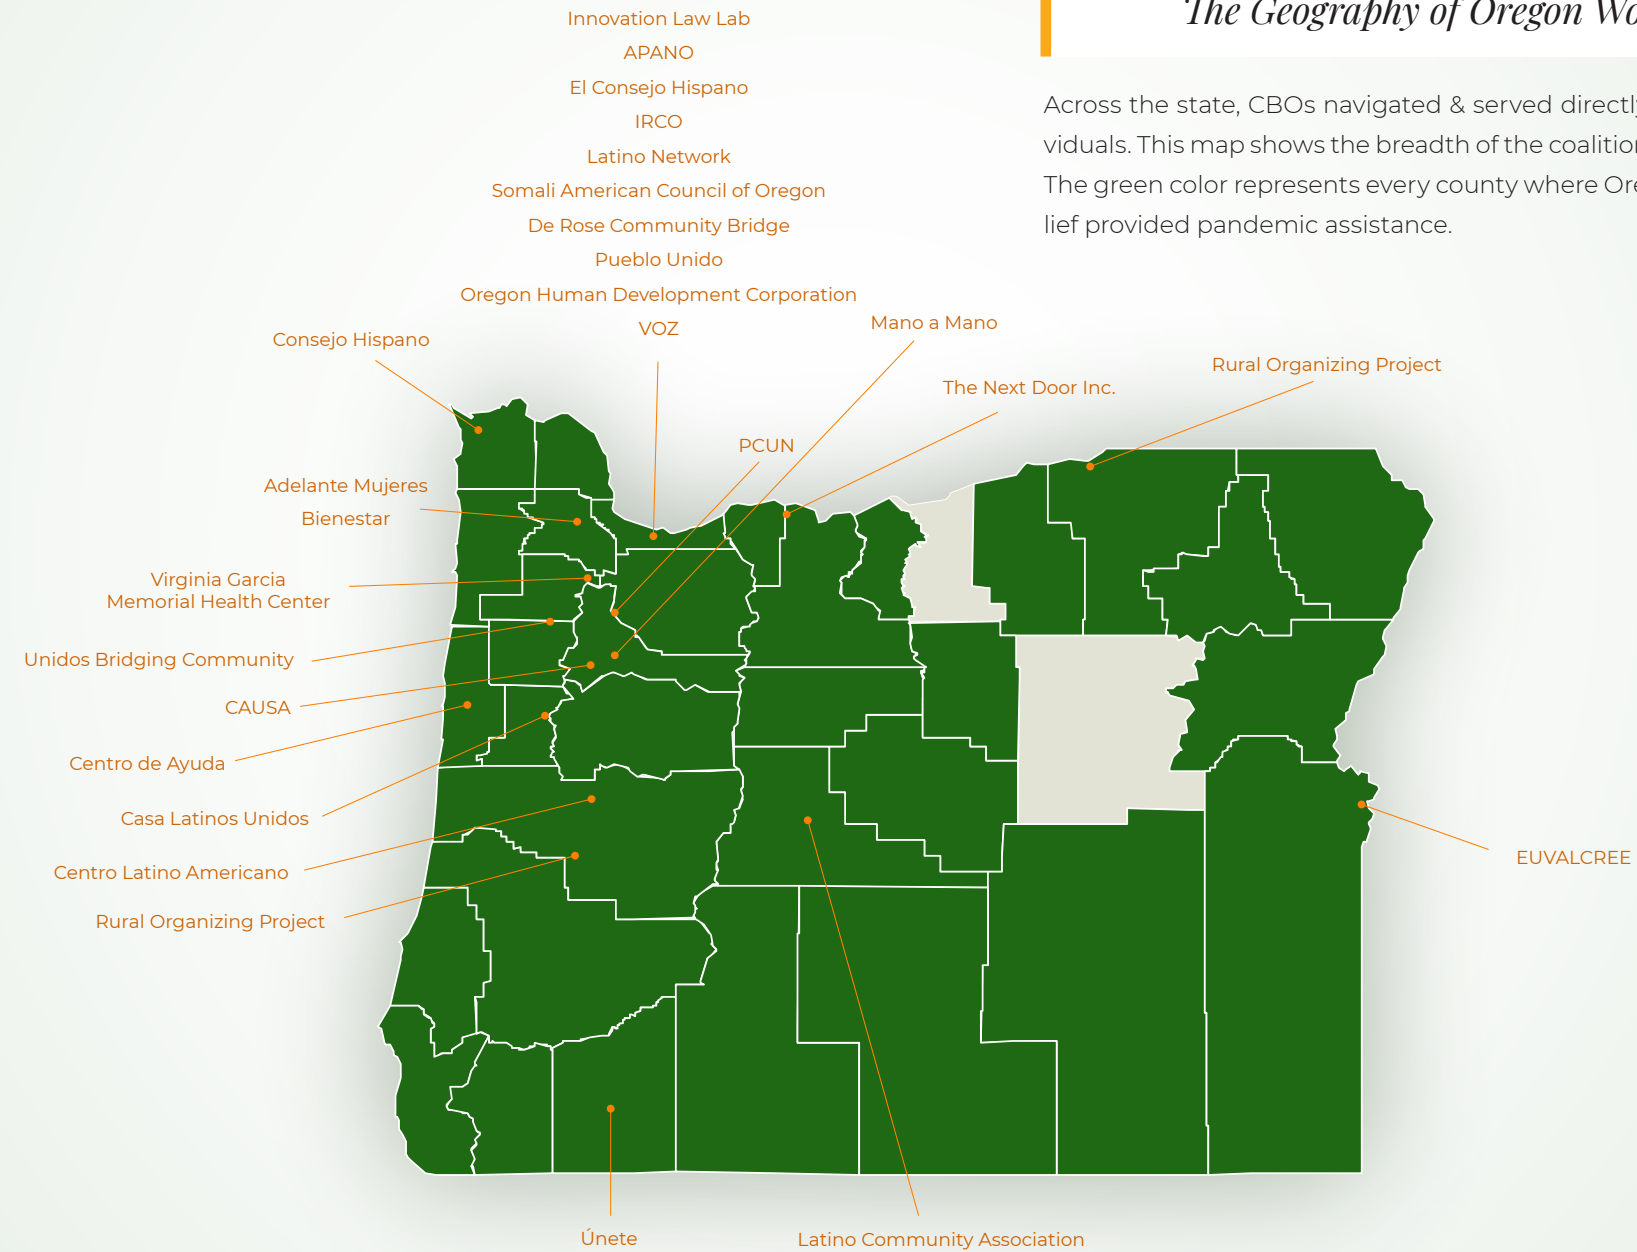 Innovation Law Lab
APANO
El Consejo Hispano
IRCO
Latino Network
Somali American Council of Oregon
De Rose Community Bridge
Pueblo Unido
Oregon Human Development Corporation
VOZ
The Geography of Oregon Wo
Across the state, CBOs navigated & served directly
viduals. This map shows the breadth of the coalition
The green color represents every county where Ore
lief provided pandemic assistance.
Mano a Mano
Consejo Hispano
Rural Organizing Project
The Next Door Inc.
PCUN
Adelante Mujeres
Bienestar
Virginia Garcia
Memorial Health Center
Unidos Bridging Community
CAUSA
Centro de Ayuda
Casa Latinos Unidos
Centro Latino Americano
Rural Organizing Project
EUVALCREE
Únete
Latino Community Association